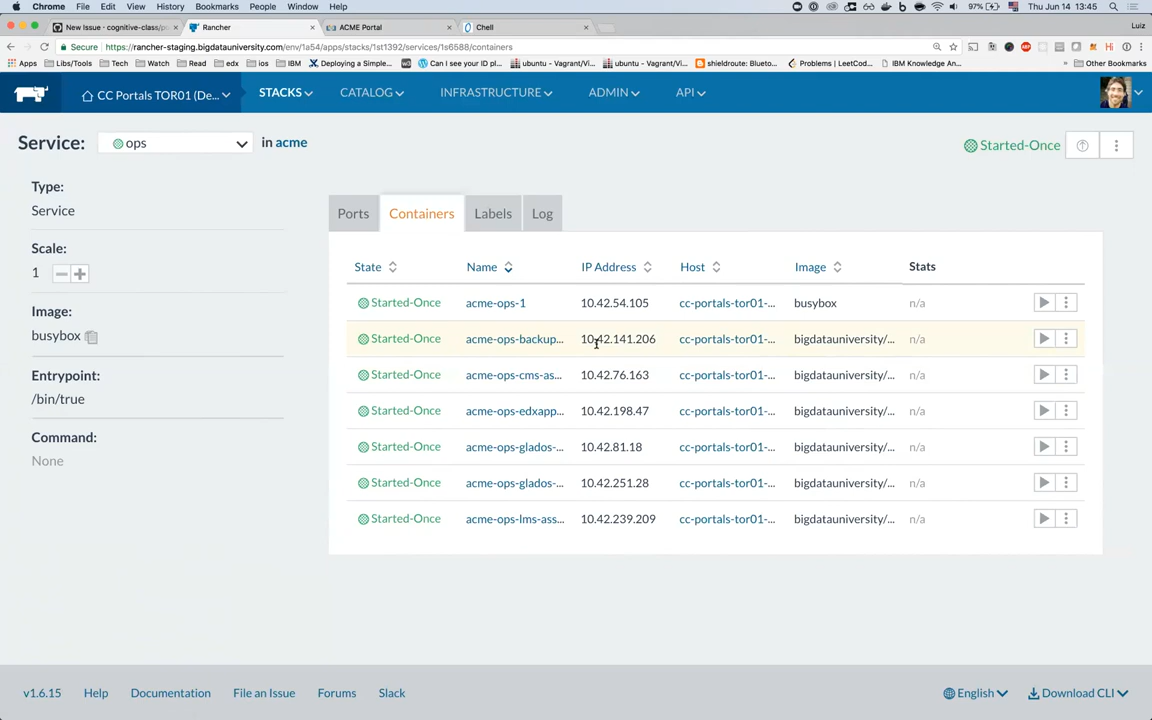 Chrome File Edit View History Bookmarks People Window Help 97% Thu Jun 14 13:45
New Issue - cognitive-class/p Rancher ACME Portal Chell Luiz
Secure https://rancher-staging.bigdatauniversity.com/env/1a54/apps/stacks/1st1392/services/1s6588/containers
Apps Libs/Tools Tech Watch Read edx ios IBM Deploying a Simple... Can I see your ID pl... ubuntu - Vagrant/Vi... ubuntu - Vagrant/Vi... shieldroute: Blueto... Problems | LeetCod... IBM Knowledge An... » Other Bookmarks
CC Portals TOR01 (De... STACKS CATALOG INFRASTRUCTURE ADMIN API
Service: ops in acme Started-Once
Type:
Service
Scale:
1
Image:
busybox
Entrypoint:
/bin/true
Command:
None
Ports Containers Labels Log
State Name IP Address Host Image Stats
Started-Once acme-ops-1 10.42.54.105 cc-portals-tor01-... busybox n/a
Started-Once acme-ops-backup... 10.42.141.206 cc-portals-tor01-... bigdatauniversity/... n/a
Started-Once acme-ops-cms-as... 10.42.76.163 cc-portals-tor01-... bigdatauniversity/... n/a
Started-Once acme-ops-edxapp... 10.42.198.47 cc-portals-tor01-... bigdatauniversity/... n/a
Started-Once acme-ops-glados-... 10.42.81.18 cc-portals-tor01-... bigdatauniversity/... n/a
Started-Once acme-ops-glados-... 10.42.251.28 cc-portals-tor01-... bigdatauniversity/... n/a
Started-Once acme-ops-lms-ass... 10.42.239.209 cc-portals-tor01-... bigdatauniversity/... n/a
v1.6.15 Help Documentation File an Issue Forums Slack English Download CLI